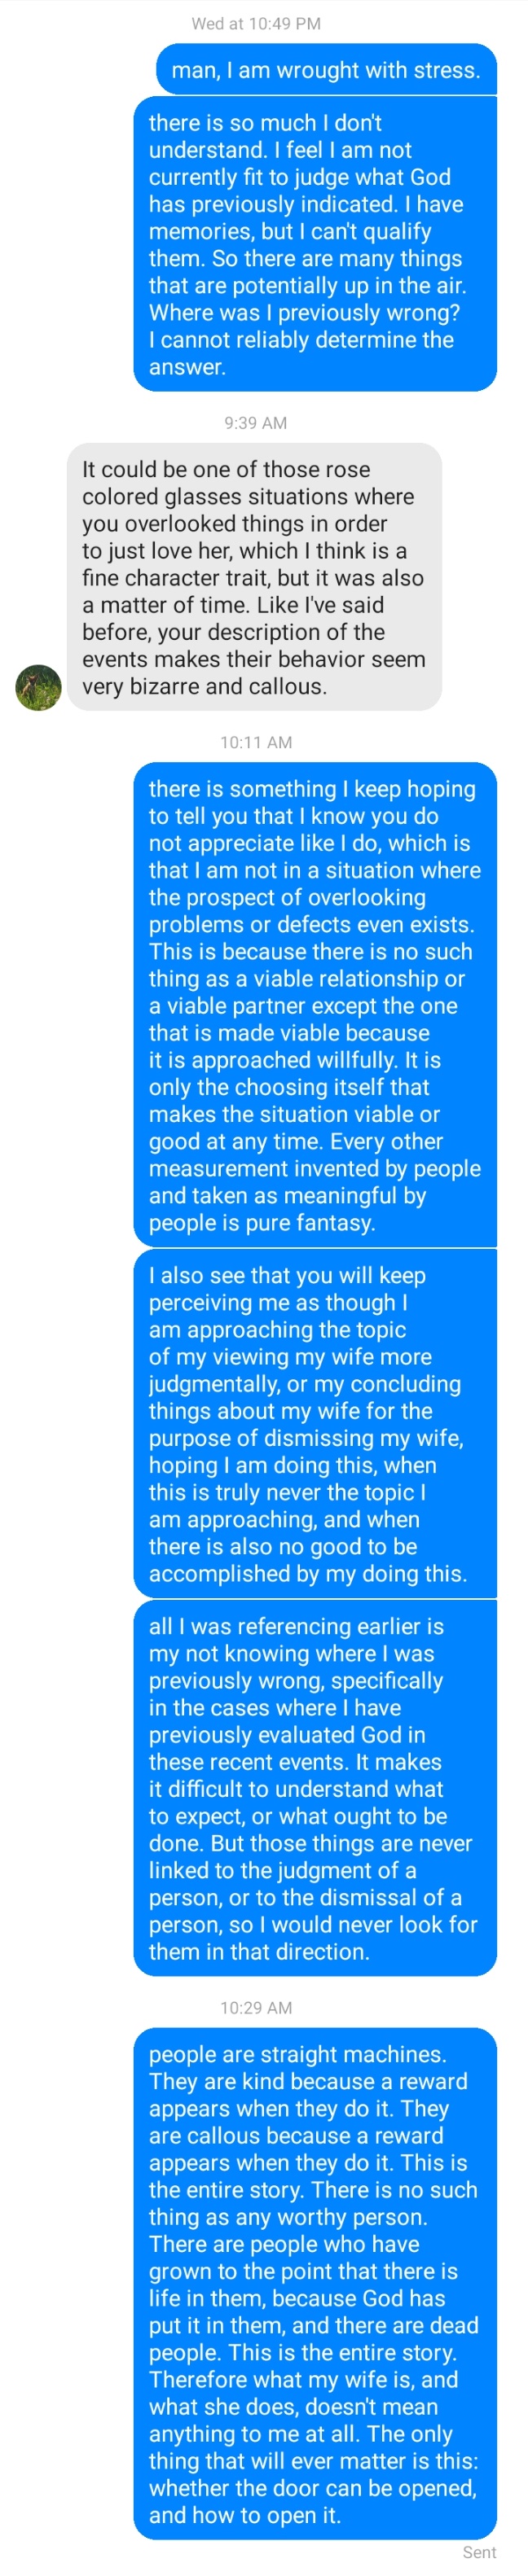 Wed at 10:49 PM
man, I am wrought with stress.
there is so much I don't
understand. I feel I am not
currently fit to judge what God
has previously indicated. I have
memories, but I can't qualify
them. So there are many things
that are potentially up in the air.
Where was I previously wrong?
I cannot reliably determine the
answer.
9:39 AM
It could be one of those rose
colored glasses situations where
you overlooked things in order
to just love her, which I think is a
fine character trait, but it was also
a matter of time. Like I've said
before, your description of the
events makes their behavior seem
very bizarre and callous.
10:11 AM
there is something I keep hoping
to tell you that I know you do
not appreciate like I do, which is
that I am not in a situation where
the prospect of overlooking
problems or defects even exists.
This is because there is no such
thing as a viable relationship or
a viable partner except the one
that is made viable because
it is approached willfully. It is
only the choosing itself that
makes the situation viable or
good at any time. Every other
measurement invented by people
and taken as meaningful by
people is pure fantasy.
I also see that you will keep
perceiving me as though I
am approaching the topic
of my viewing my wife more
judgmentally, or my concluding
things about my wife for the
purpose of dismissing my wife,
hoping I am doing this, when
this is truly never the topic I
am approaching, and when
there is also no good to be
accomplished by my doing this.
all I was referencing earlier is
my not knowing where I was
previously wrong, specifically
in the cases where I have
previously evaluated God in
these recent events. It makes
it difficult to understand what
to expect, or what ought to be
done. But those things are never
linked to the judgment of a
person, or to the dismissal of a
person, so I would never look for
them in that direction.
10:29 AM
people are straight machines.
They are kind because a reward
appears when they do it. They
are callous because a reward
appears when they do it. This is
the entire story. There is no such
thing as any worthy person.
There are people who have
grown to the point that there is
life in them, because God has
put it in them, and there are dead
people. This is the entire story.
Therefore what my wife is, and
what she does, doesn't mean
anything to me at all. The only
thing that will ever matter is this:
whether the door can be opened,
and how to open it.
Sent